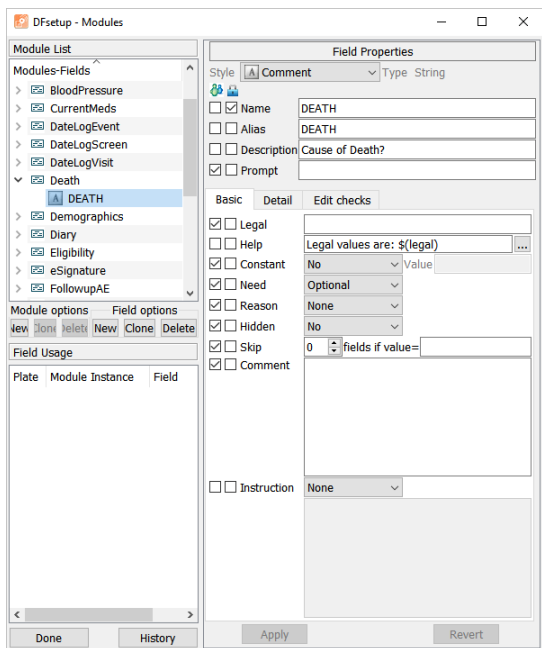 DFsetup - Modules
Module List
Modules-Fields
BloodPressure
CurrentMeds
DateLogEvent
DateLogScreen
DateLogVisit
Death
A DEATH
Demographics
Diary
Eligibility
eSignature
FollowupAE
Module options Field options
New Clone Delete New Clone Delete
Field Usage
Plate Module Instance Field
Done History
Field Properties
Style A Comment Type String
Name DEATH
Alias DEATH
Description Cause of Death?
Prompt
Basic Detail Edit checks
Legal
Help Legal values are: $(legal) ...
Constant No Value
Need Optional
Reason None
Hidden No
Skip 0 fields if value=
Comment
Instruction None
Apply Revert